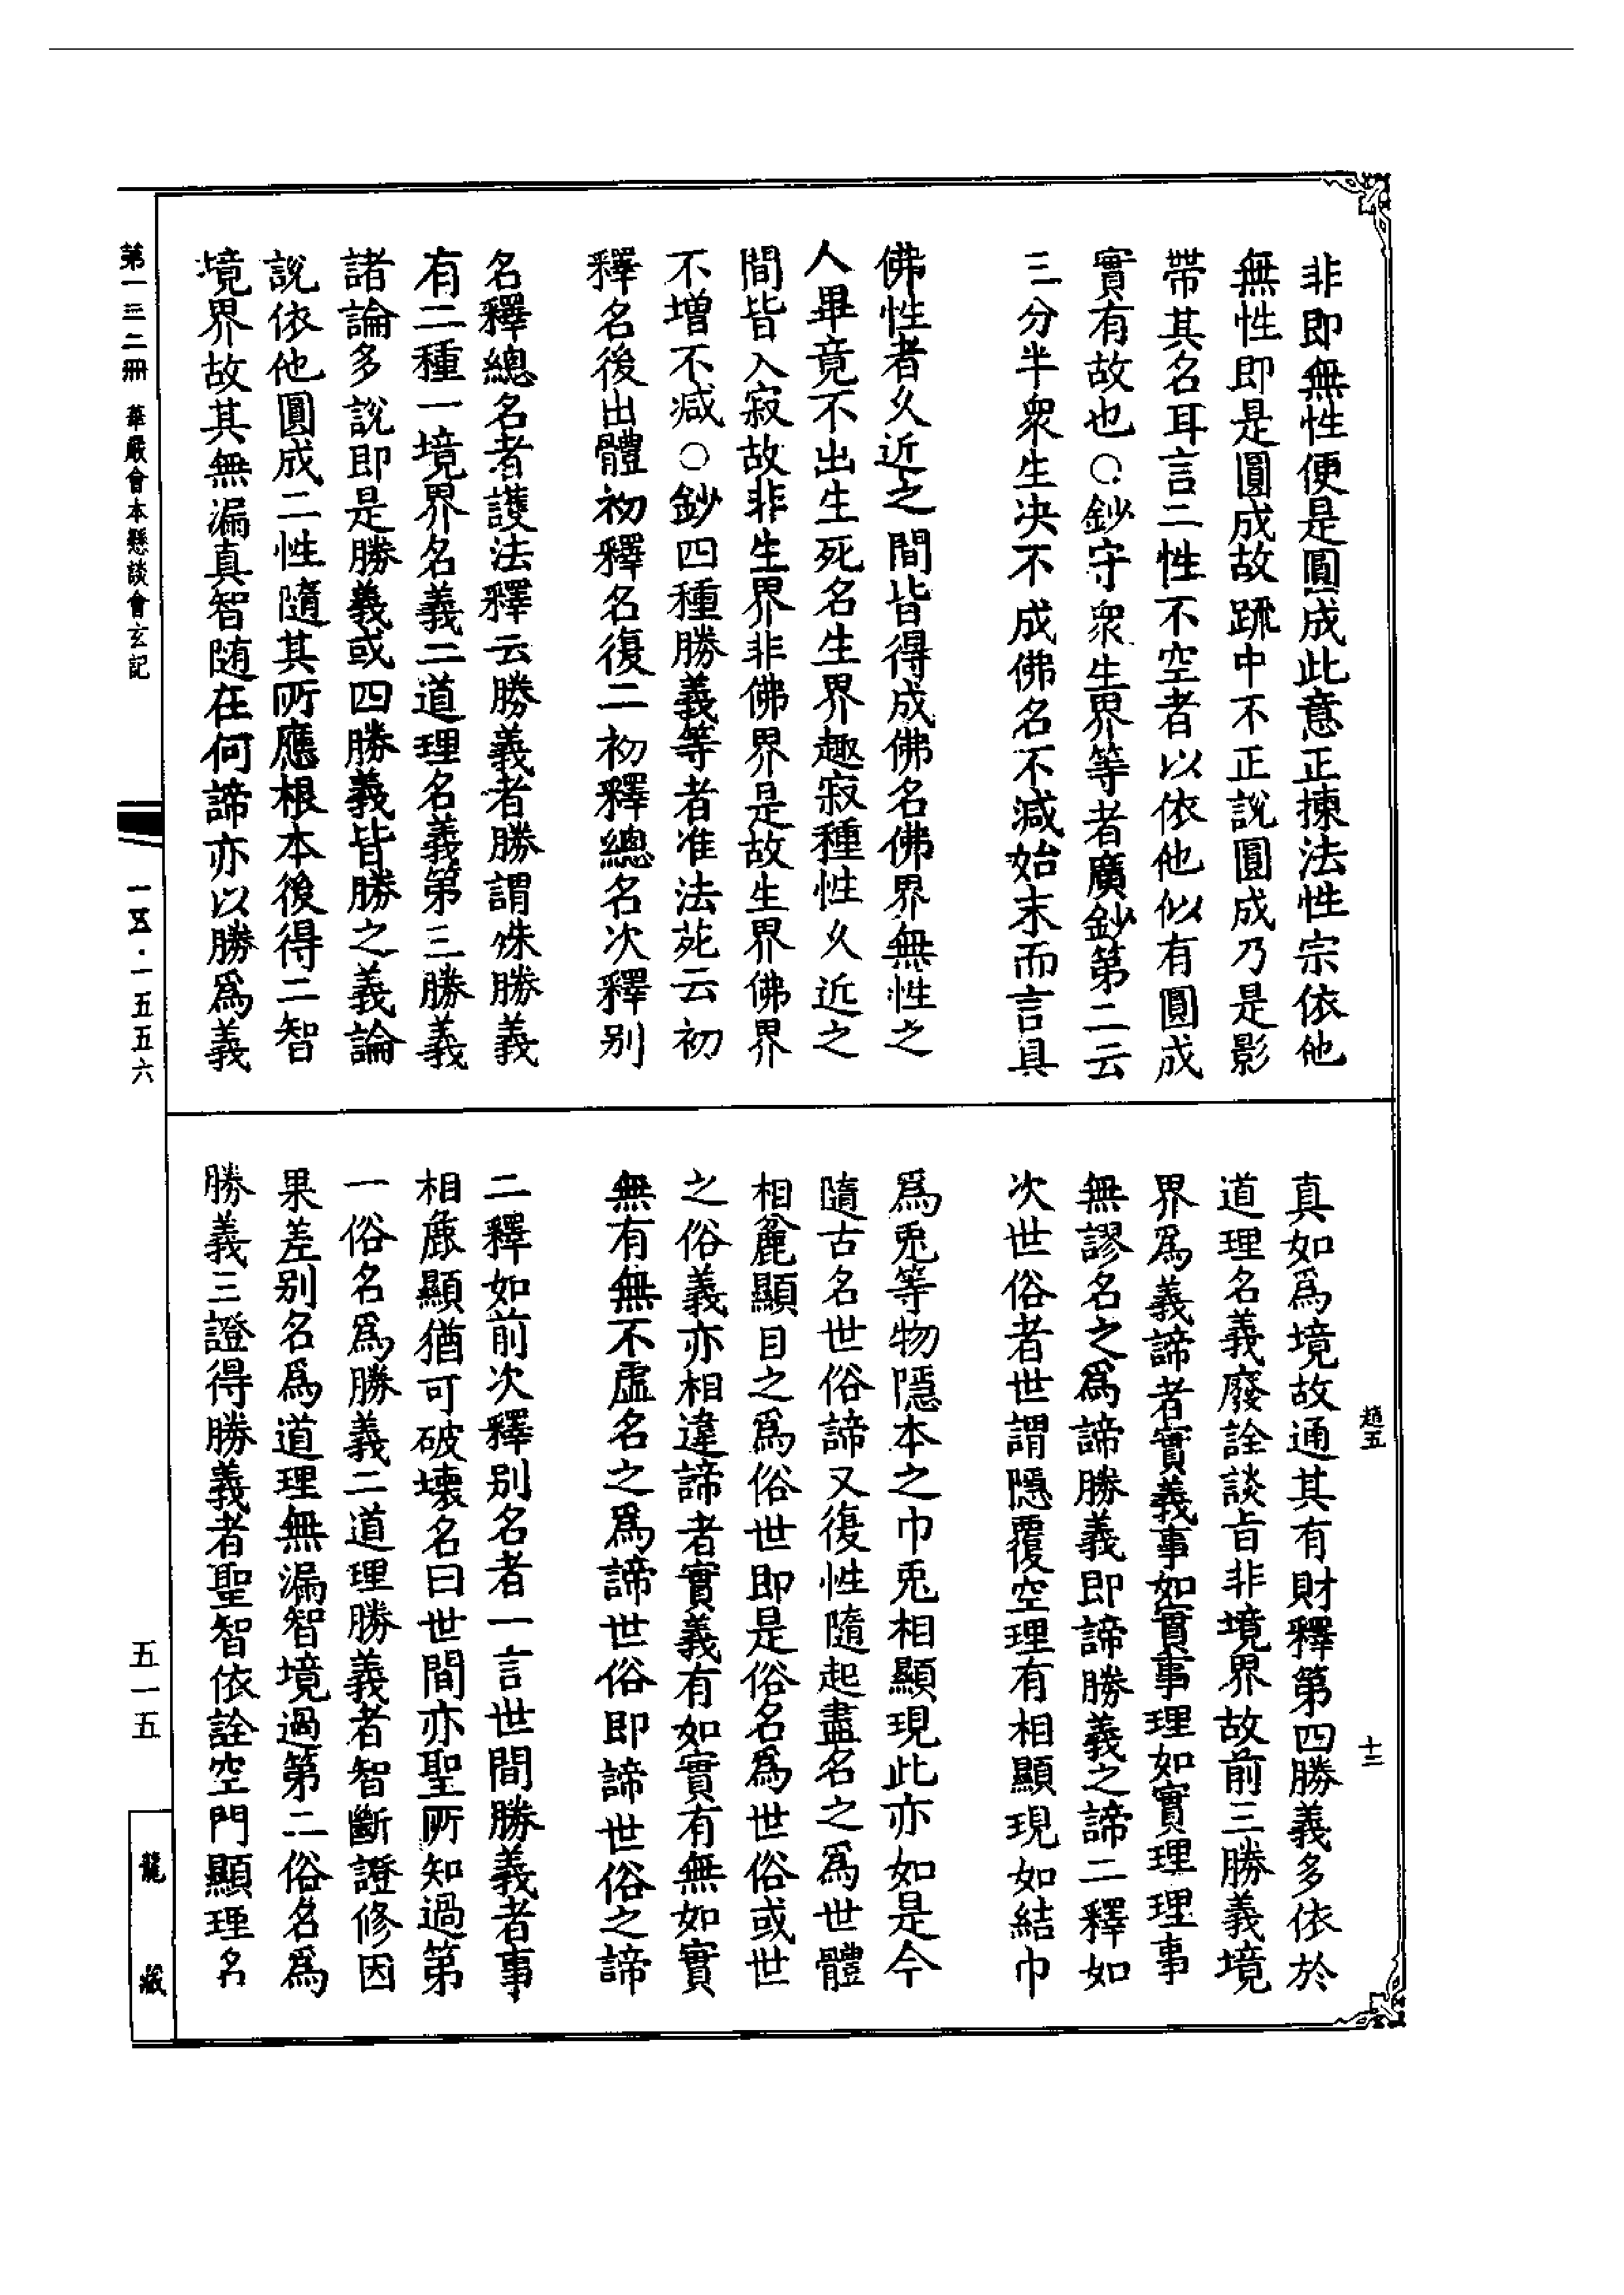 非即無性便是圓成此意正揀法性宗依他
無性即是圓成故䟽中不正說圓成乃是影
帶其名耳言二性不空者以依他似有圓成
實有故也○鈔守衆生界等者廣鈔第二云
三分半衆生决不成佛名不減始末而言具
佛性者久近之間皆得成佛名佛界無性之
人畢竟不出生死名生界趣寂種性久近之
間皆入寂故非生界非佛界是故生界佛界
不增不减○鈔四種勝義等者准法苑云初
釋名後出體初釋名復二初釋總名次釋别
名釋總名者護法釋云勝義者勝謂殊勝義
有二種一境界名義二道理名義第三勝義
諸論多說即是勝義或四勝義皆勝之義論
說依他圓成二性隨其所應根本後得二智
境界故其無漏真智随在何諦亦以勝爲義
真如爲境故通其有財釋第四勝義多依於
道理名義廢詮談旨非境界故前三勝義境
界爲義諦者實義事如實事理如實理理事
無謬名之爲諦勝義即諦勝義之諦二釋如
次世俗者世謂隱覆空理有相顯現如結巾
爲兎等物隱本之巾兎相顯現此亦如是今
隨古名世俗諦又復性隨起盡名之爲世體
相麁顯目之爲俗世即是俗名爲世俗或世
之俗義亦相違諦者實義有如實有無如實
無有無不虛名之爲諦世俗即諦世俗之諦
二釋如前次釋别名者一言世間勝義者事
相麁顯猶可破壞名曰世間亦聖所知過第
一俗名爲勝義二道理勝義者智斷證修因
果差别名爲道理無漏智境過第二俗名爲
勝義三證得勝義者聖智依詮空門顯理名
趙五
十二
第一三二冊 華嚴會本懸談會玄記
一五·一五五六
五一五
龍藏